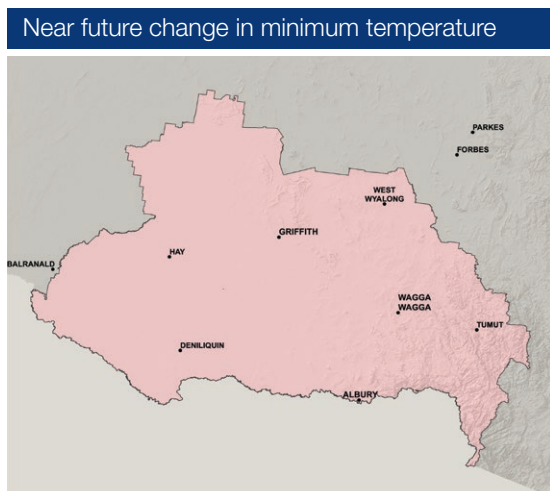 Near future change in minimum temperature
PARKES
FORBES
WEST
WYALONG
GRIFFITH
HAY
BALRANALD
WAGGA
WAGGA
TUMUT
DENILIQUIN
ALBURY